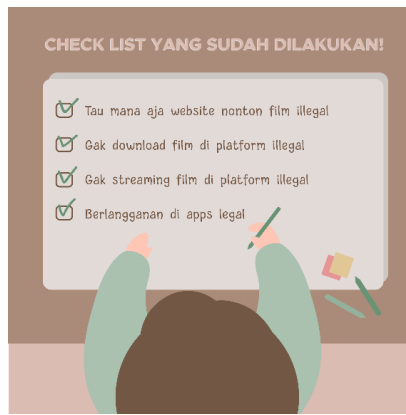 CHECK LIST YANG SUDAH DILAKUKAN!
Tau mana aja website nonton film illegal
Gak download film di platform illegal
Gak streaming film di platform illegal
Berlangganan di apps legal